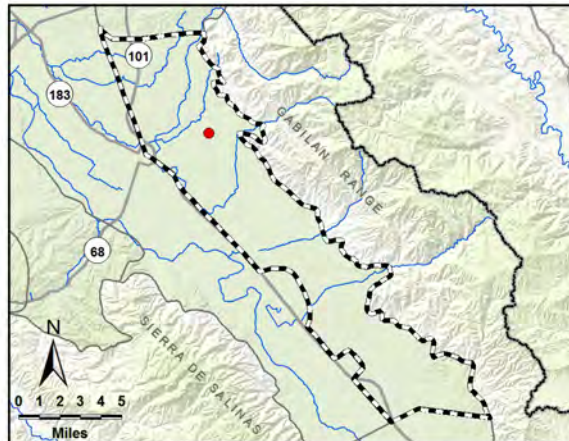 101
183
GABILAN RANGE
68
SIERRA DE SALINAS
N
0 1 2 3 4 5
Miles